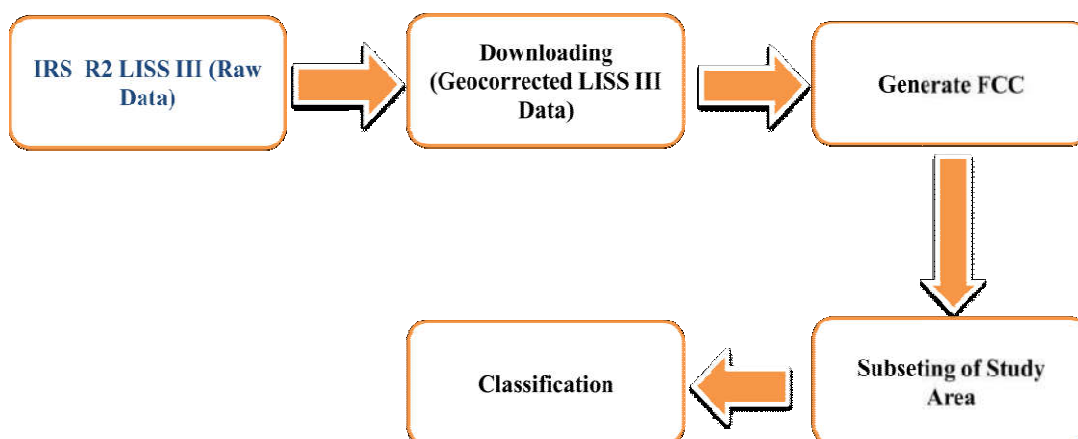 IRS R2 LISS III (Raw
Data)
Downloading
(Geocorrected LISS III
Data)
Generate FCC
Subseting of Study
Area
Classification